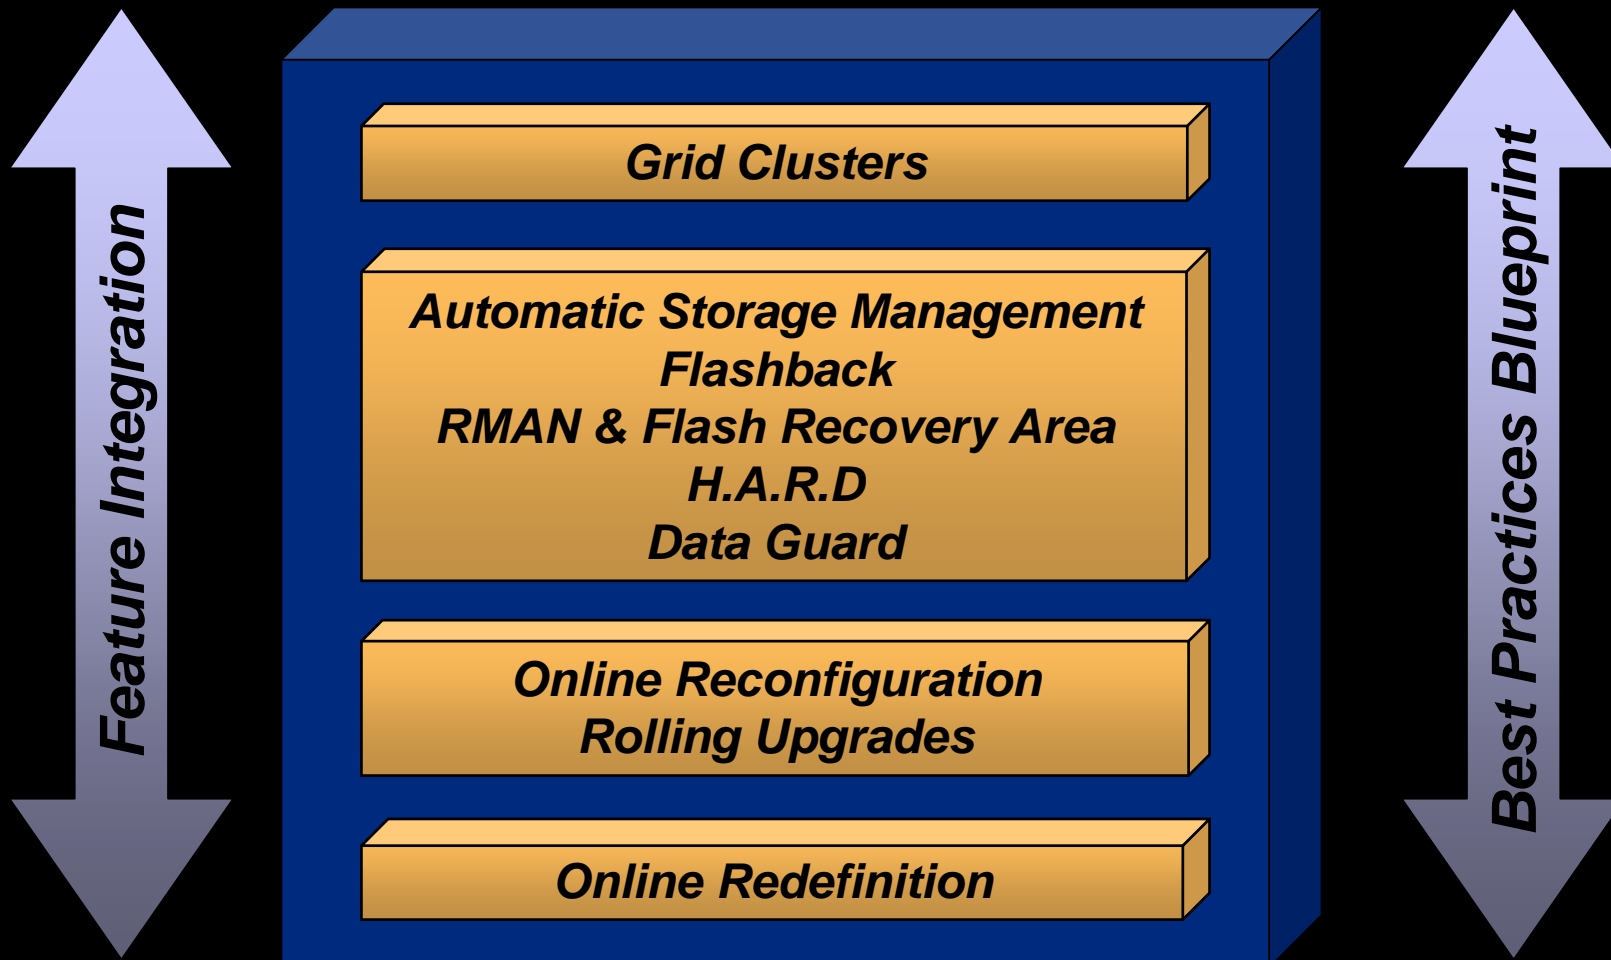 Feature Integration
Grid Clusters
Automatic Storage Management
Flashback
RMAN & Flash Recovery Area
H.A.R.D
Data Guard
Online Reconfiguration
Rolling Upgrades
Online Redefinition
Best Practices Blueprint